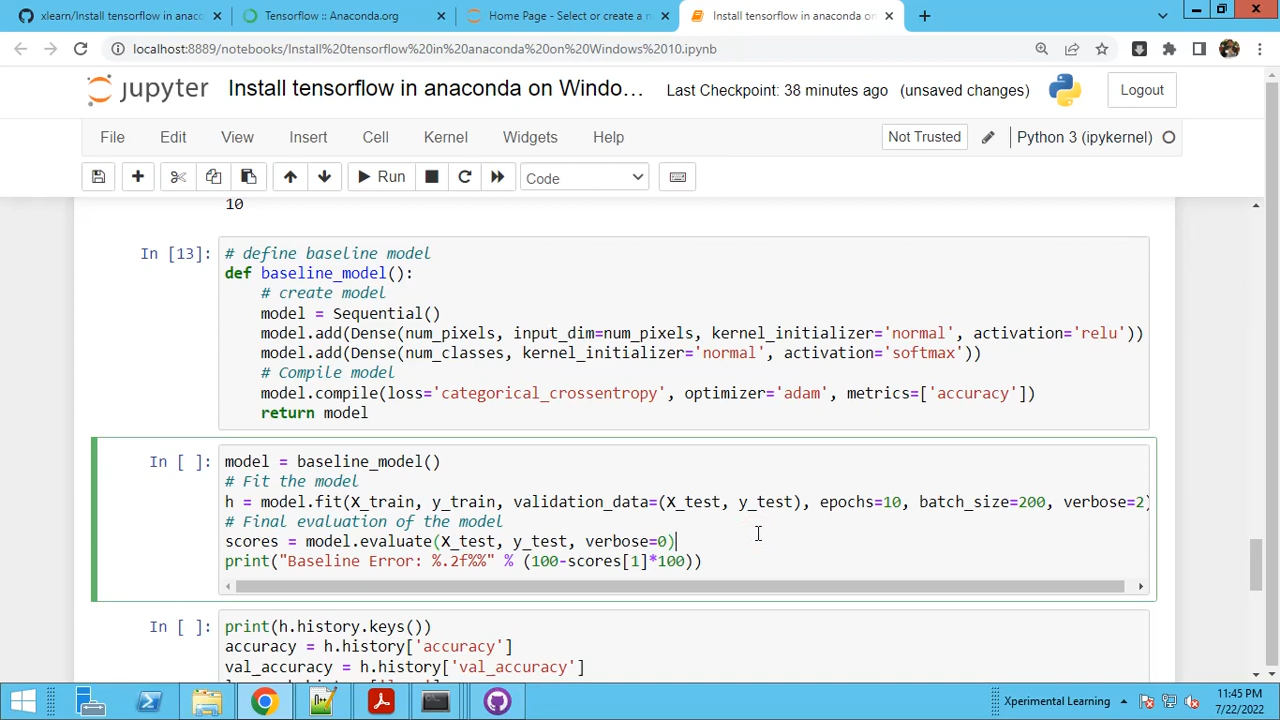 xlearn/Install tensorflow in anac
Tensorflow :: Anaconda.org
Home Page - Select or create a n
Install tensorflow in anaconda on
localhost:8889/notebooks/Install%20tensorflow%20in%20anaconda%20on%20Windows%2010.ipynb
jupyter Install tensorflow in anaconda on Windo... Last Checkpoint: 38 minutes ago (unsaved changes) Logout
File Edit View Insert Cell Kernel Widgets Help Not Trusted Python 3 (ipykernel)
Run Code
10
In [13]: # define baseline model
def baseline_model():
# create model
model = Sequential()
model.add(Dense(num_pixels, input_dim=num_pixels, kernel_initializer='normal', activation='relu'))
model.add(Dense(num_classes, kernel_initializer='normal', activation='softmax'))
# Compile model
model.compile(loss='categorical_crossentropy', optimizer='adam', metrics=['accuracy'])
return model
In [ ]: model = baseline_model()
# Fit the model
h = model.fit(X_train, y_train, validation_data=(X_test, y_test), epochs=10, batch_size=200, verbose=2)
# Final evaluation of the model
scores = model.evaluate(X_test, y_test, verbose=0)
print("Baseline Error: %.2f%%" % (100-scores[1]*100))
In [ ]: print(h.history.keys())
accuracy = h.history['accuracy']
val_accuracy = h.history['val_accuracy']
Xperimental Learning
11:45 PM
7/22/2022